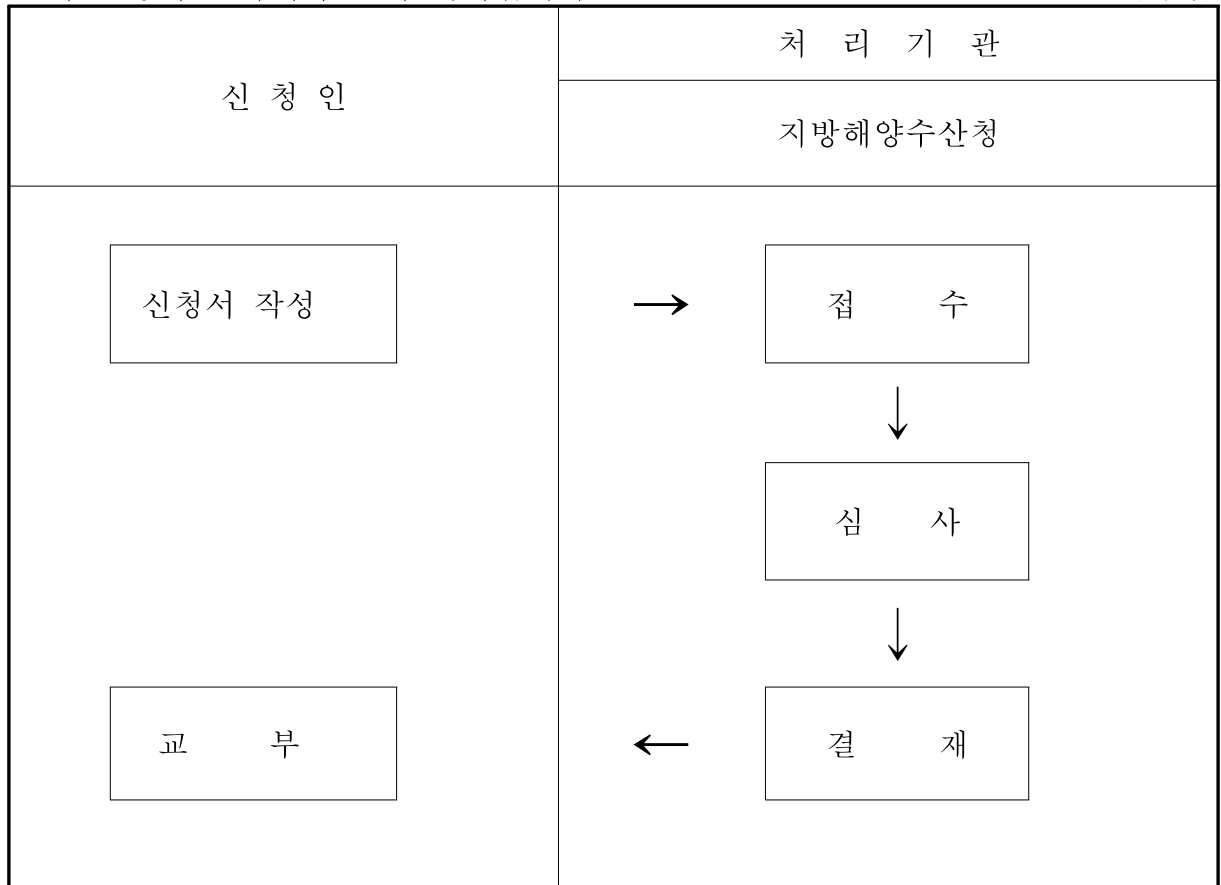 처 리 기 관
신 청 인
지방해양수산청
신청서 작성
→
접 수
↓
심 사
↓
교 부
←
결 재